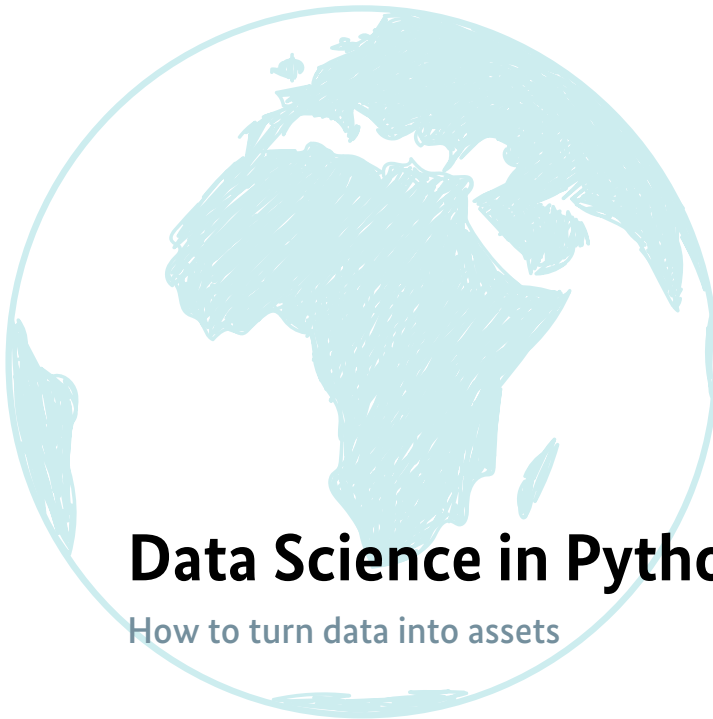 Data Science in Pytho
How to turn data into assets